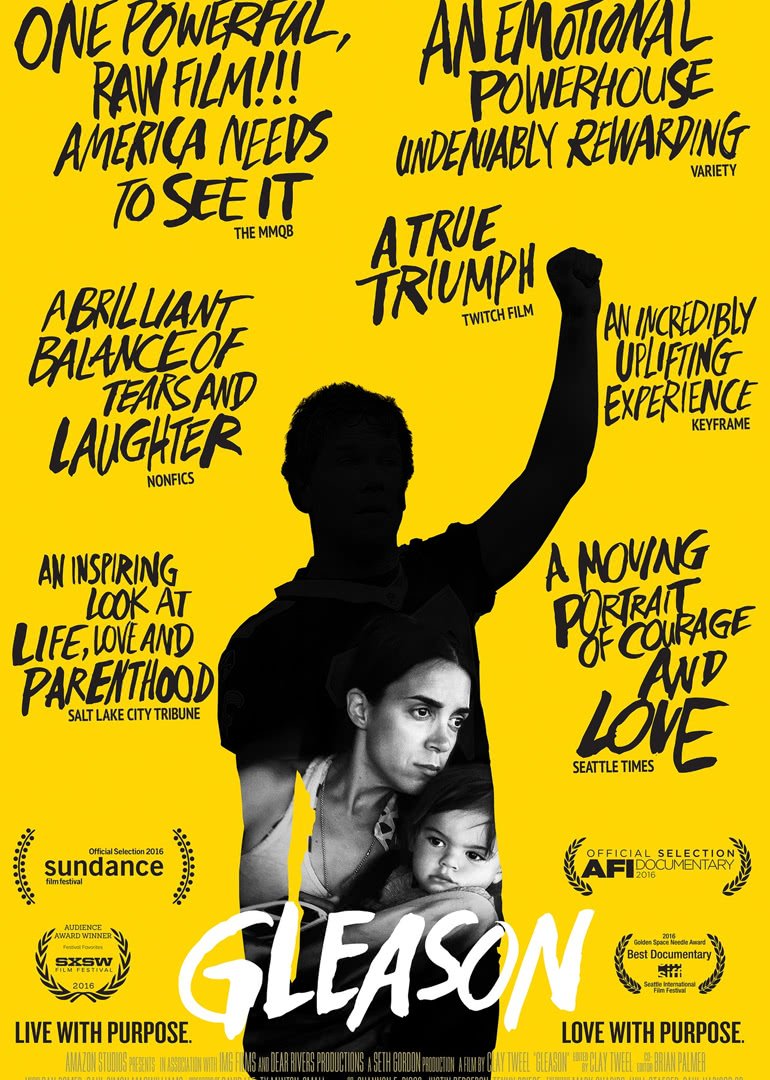 ONE POWERFUL,
RAW FILM!!!
AMERICA NEEDS
TO SEE IT
THE MMQB
AN EMOTIONAL
POWERHOUSE
UNDENIABLY REWARDING
VARIETY
A TRUE
TRIUMPH
TWITCH FILM
A BRILLIANT
BALANCE OF
TEARS AND
LAUGHTER
NONFICS
AN INCREDIBLY
UPLIFTING
EXPERIENCE
KEYFRAME
AN INSPIRING
LOOK AT
LIFE, LOVE AND
PARENTHOOD
SALT LAKE CITY TRIBUNE
A MOVING
PORTRAIT
OF COURAGE
AND
LOVE
SEATTLE TIMES
Official Selection 2016
sundance
film festival
OFFICIAL SELECTION
AFI DOCUMENTARY
2016
AUDIENCE
AWARD WINNER
Festival Favorites
SXSW
FILM FESTIVAL
2016
2016
Golden Space Needle Award
Best Documentary
siff
Seattle International
Film Festival
GLEASON
LIVE WITH PURPOSE.
LOVE WITH PURPOSE.
AMAZON STUDIOS PRESENTS IN ASSOCIATION WITH IMG FILMS AND DEAR RIVERS PRODUCTIONS A SETH GORDON PRODUCTION A FILM BY CLAY TWEEL "GLEASON" EDITED BY CLAY TWEEL CO-EDITOR BRIAN PALMER